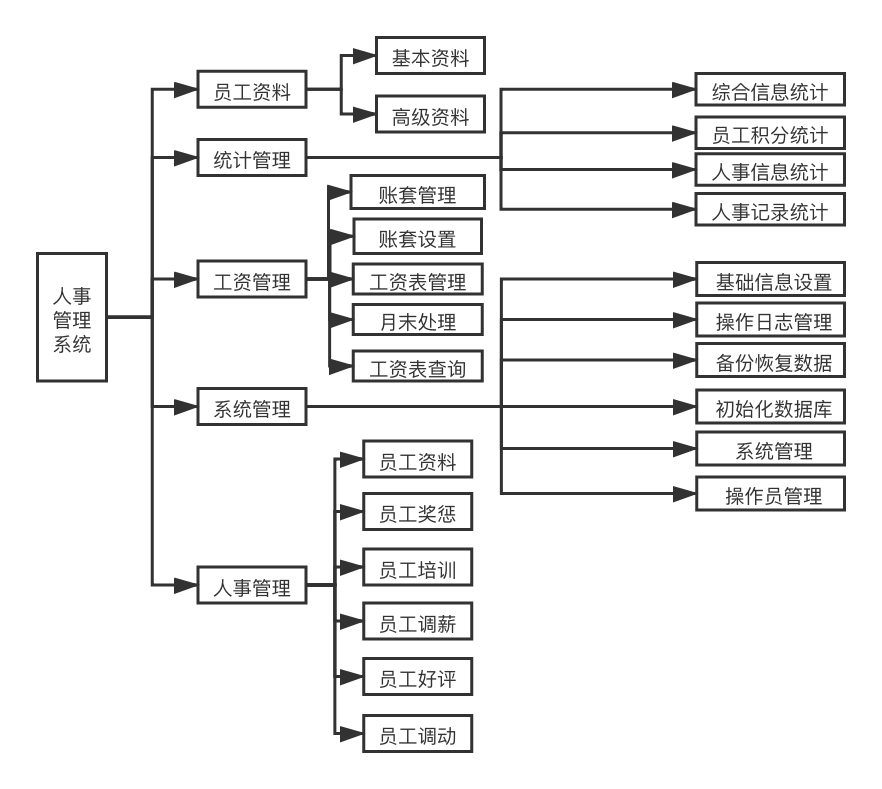 人事
管理
系统
员工资料
基本资料
高级资料
统计管理
综合信息统计
员工积分统计
人事信息统计
人事记录统计
工资管理
账套管理
账套设置
工资表管理
月末处理
工资表查询
系统管理
基础信息设置
操作日志管理
备份恢复数据
初始化数据库
系统管理
操作员管理
人事管理
员工资料
员工奖惩
员工培训
员工调薪
员工好评
员工调动